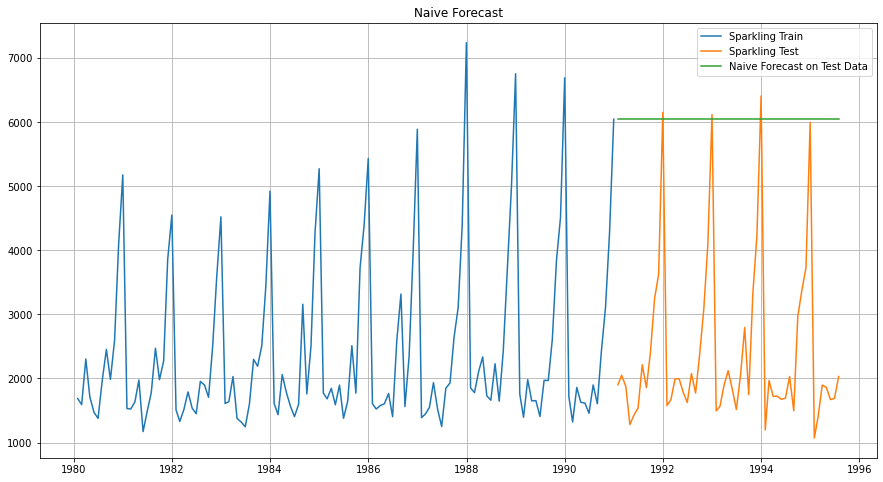 Naive Forecast
Sparkling Train
Sparkling Test
Naive Forecast on Test Data
7000
6000
5000
4000
3000
2000
1000
1980 1982 1984 1986 1988 1990 1992 1994 1996